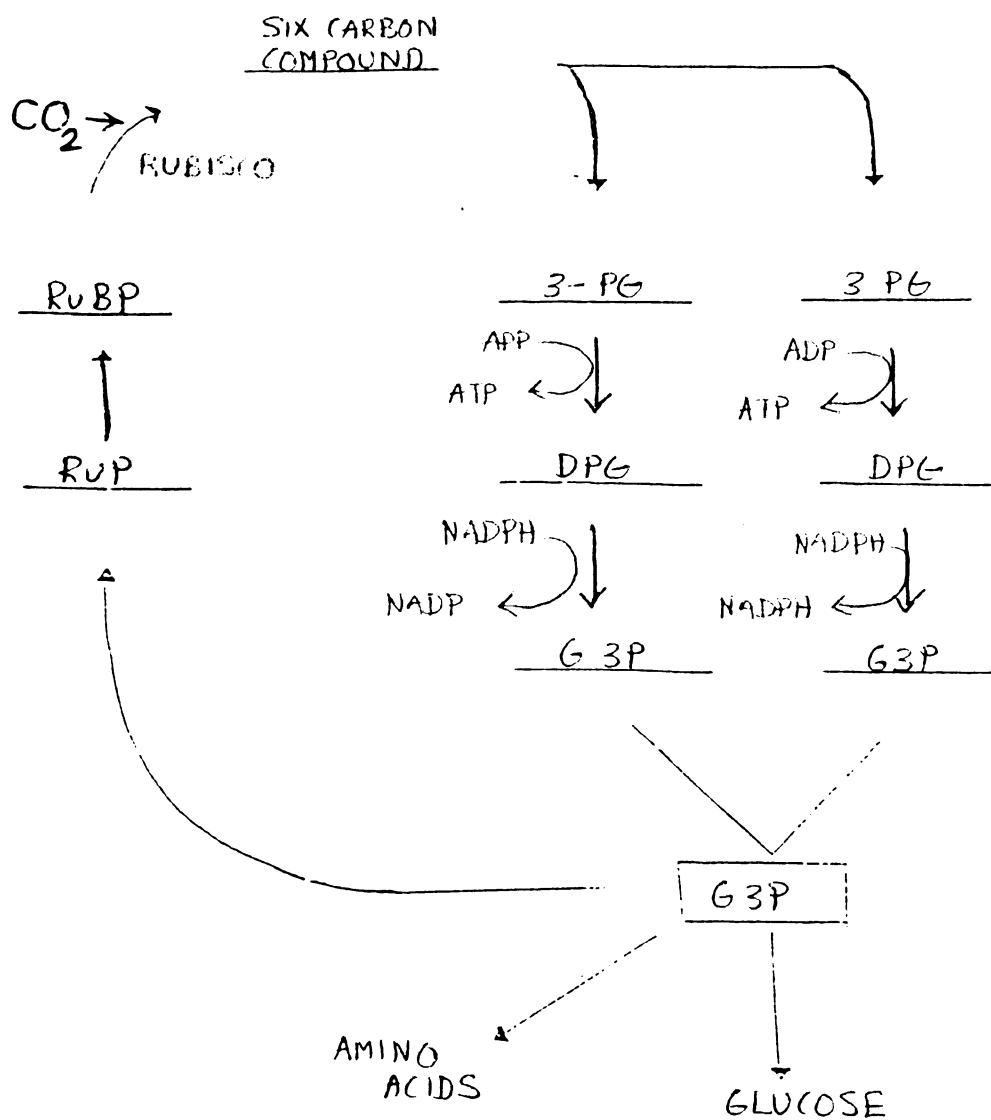 SIX CARBON
COMPOUND
CO2
RUBISCO
RUBP
3-PG
3 PG
APP
ADP
ATP
ATP
RUP
DPG
DPG
NADPH
NADPH
NADP
NADPH
G3P
G3P
G3P
AMINO
ACIDS
GLUCOSE